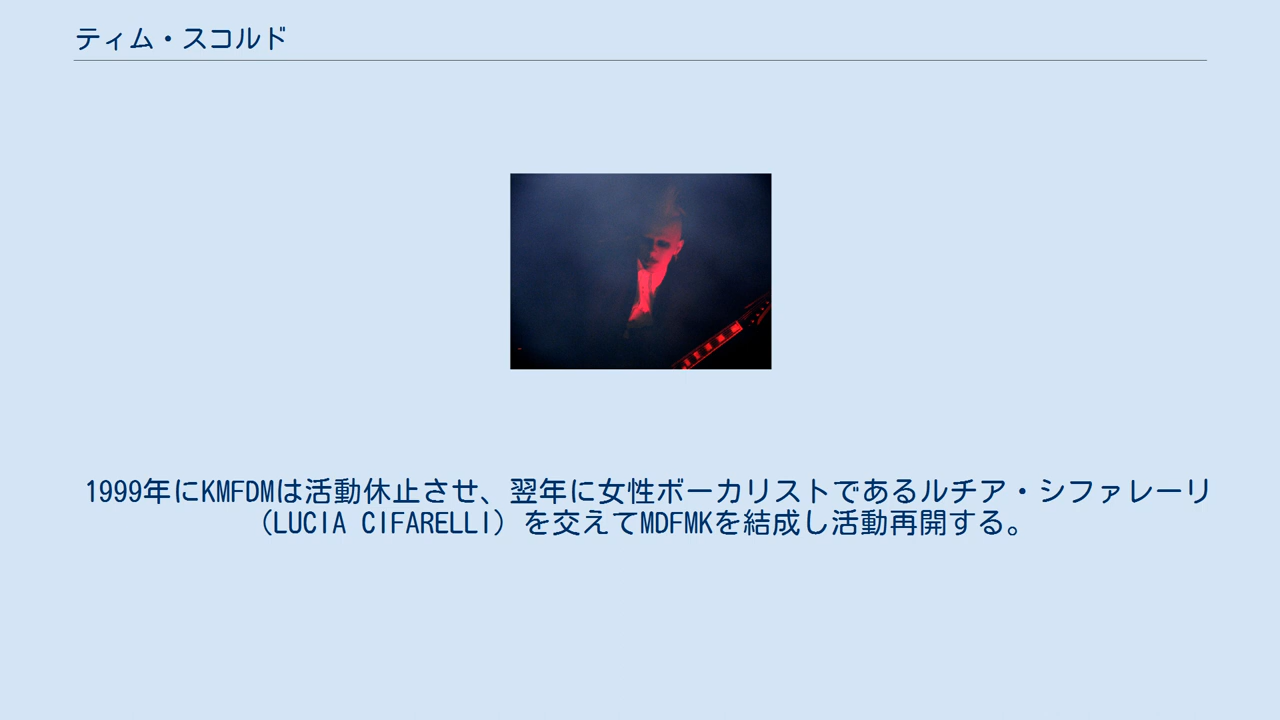 ティム・スコルド
1999年にKMFDMは活動休止させ、翌年に女性ボーカリストであるルチア・シファレーリ
（LUCIA CIFARELLI）を交えてMDFMKを結成し活動再開する。